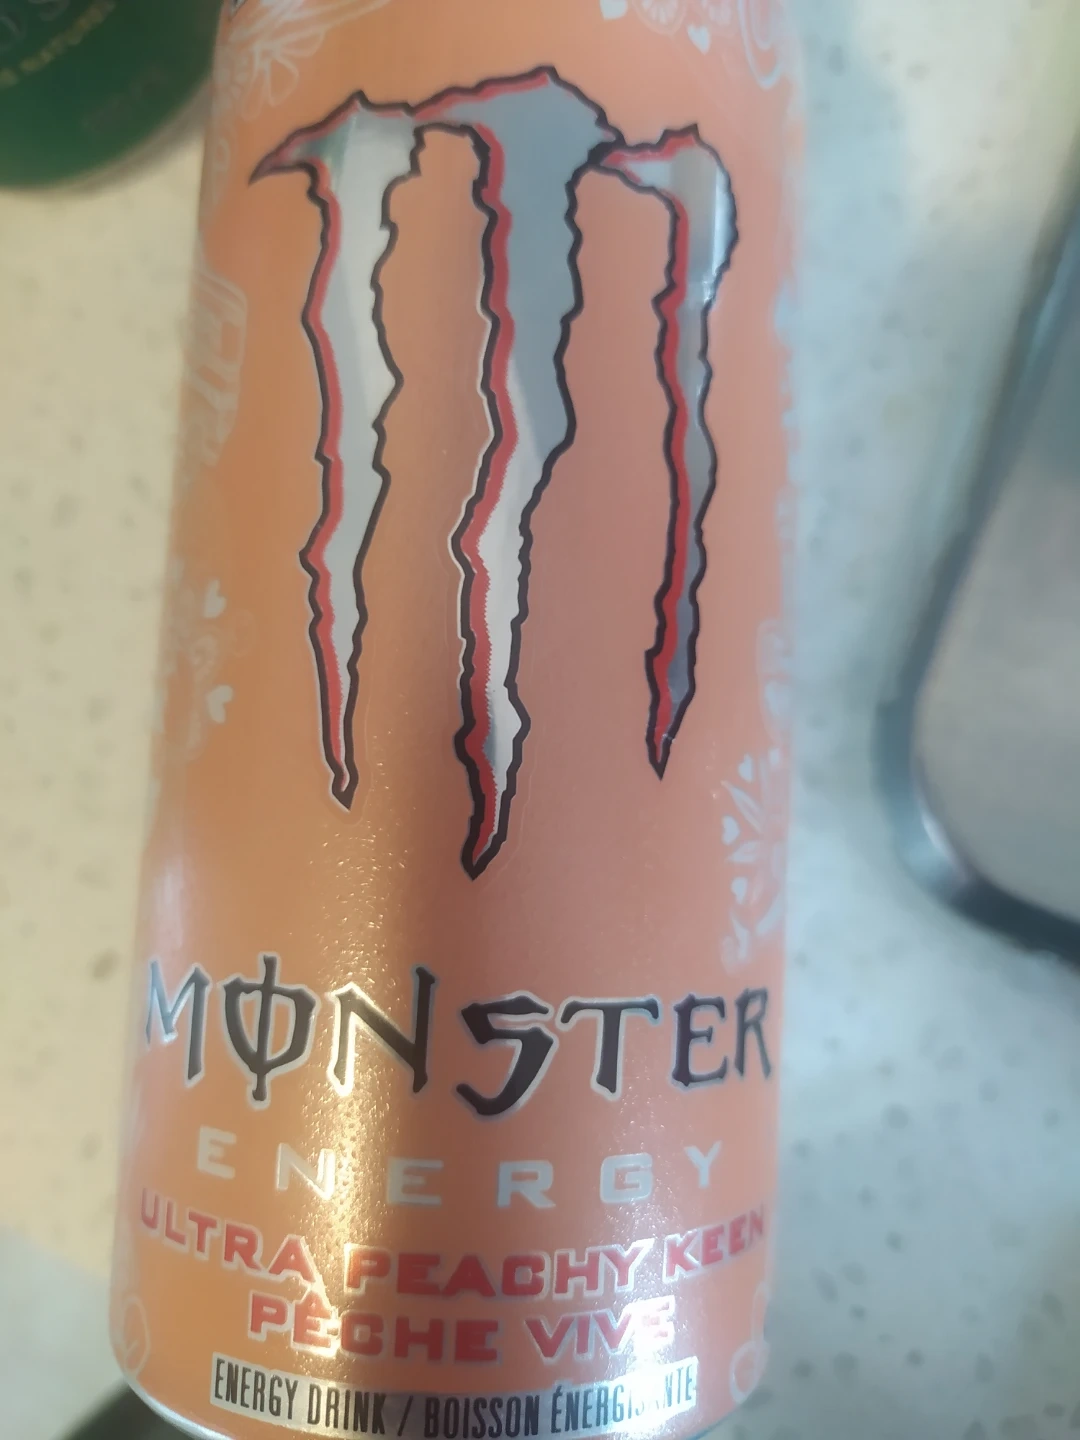 MONSTER
ENERGY
ULTRA PEACHY KEEN
PÊCHE VIVE
ENERGY DRINK / BOISSON ÉNERGISANTE